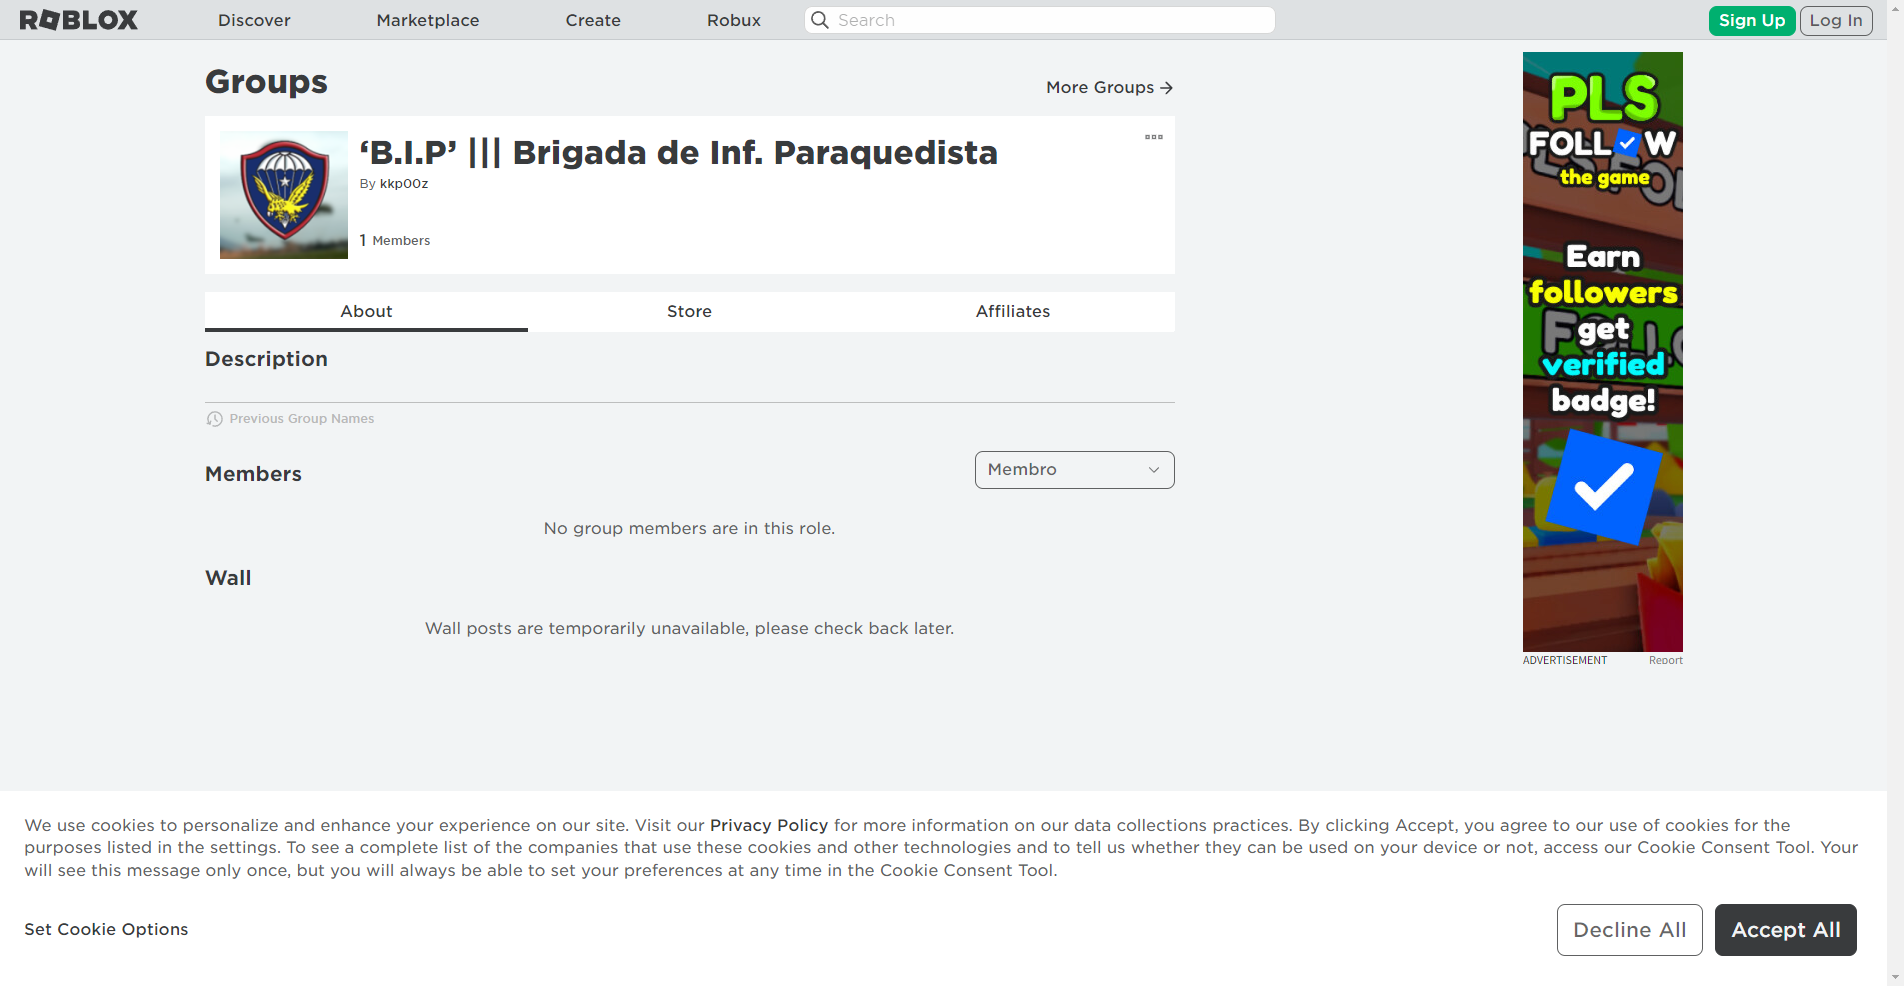 ROBLOX
Discover
Marketplace
Create
Robux
Search
Sign Up
Log In
Groups
More Groups
‘B.I.P’ ||| Brigada de Inf. Paraquedista
By kkp00z
1 Members
About
Store
Affiliates
Description
Previous Group Names
Members
Membro
No group members are in this role.
Wall
Wall posts are temporarily unavailable, please check back later.
PLS
FOLLOW
the game
Earn
followers
get
verified
badge!
ADVERTISEMENT
Report
We use cookies to personalize and enhance your experience on our site. Visit our Privacy Policy for more information on our data collections practices. By clicking Accept, you agree to our use of cookies for the
purposes listed in the settings. To see a complete list of the companies that use these cookies and other technologies and to tell us whether they can be used on your device or not, access our Cookie Consent Tool. Your
will see this message only once, but you will always be able to set your preferences at any time in the Cookie Consent Tool.
Set Cookie Options
Decline All
Accept All